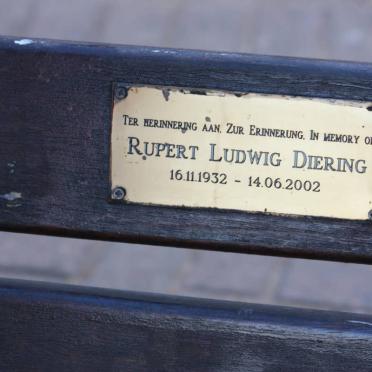 Ter herinnering aan. Zur Erinnerung. In memory of
Rupert Ludwig Diering
16.11.1932 - 14.06.2002